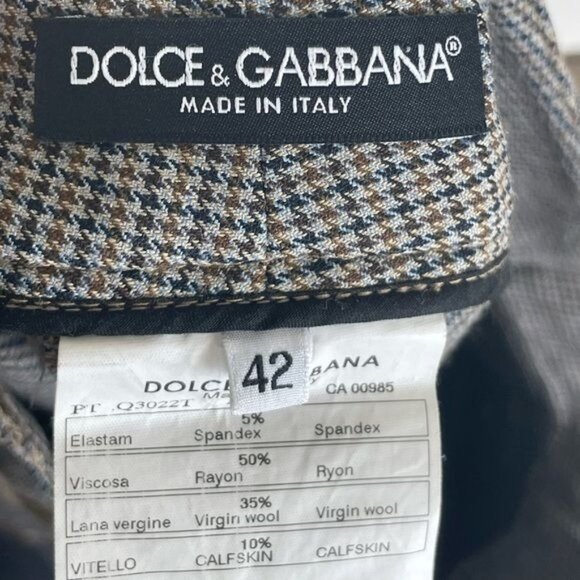 DOLCE & GABBANA®
MADE IN ITALY
42
DOLCE BANA
PT .Q3022T CA 00985
5%
Elastam Spandex Spandex
50%
Viscosa Rayon Ryon
35%
Lana vergine Virgin wool Virgin wool
10%
VITELLO CALFSKIN CALFSKIN